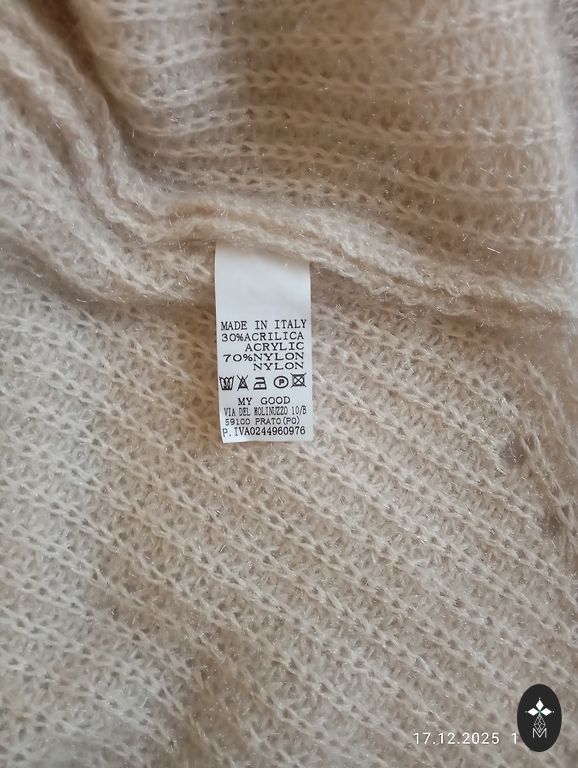 MADE IN ITALY
30%ACRILICA
ACRYLIC
70%NYLON
NYLON
P
MY GOOD
VIA DEL MOLINUZZO 10/B
59100 PRATO(PO)
P.IVA0244960976
17.12.2025 1
M